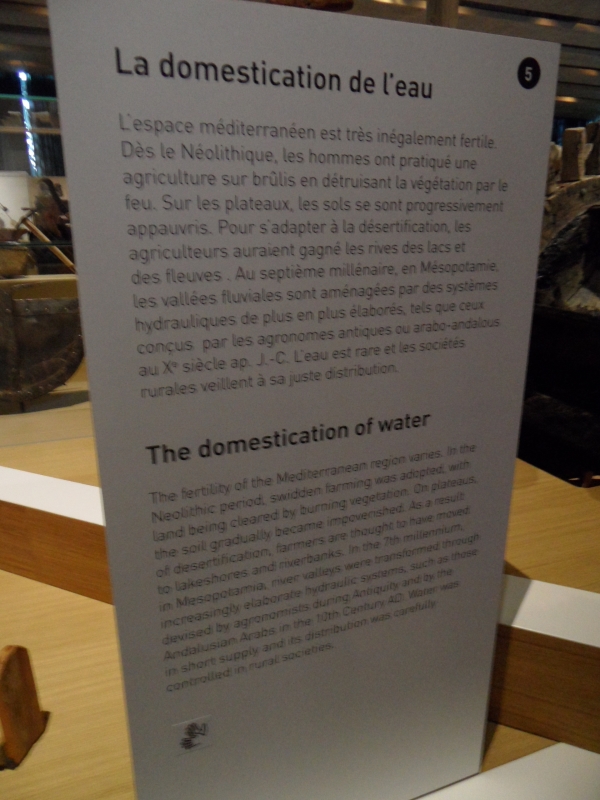 La domestication de l'eau
5
L'espace méditerranéen est très inégalement fertile.
Dès le Néolithique, les hommes ont pratiqué une
agriculture sur brûlis en détruisant la végétation par le
feu. Sur les plateaux, les sols se sont progressivement
appauvris. Pour s'adapter à la désertification, les
agriculteurs auraient gagné les rives des lacs et
des fleuves . Au septième millénaire, en Mésopotamie,
les vallées fluviales sont aménagées par des systèmes
hydrauliques de plus en plus élaborés, tels que ceux
conçus par les agronomes antiques ou arabo-andalous
au Xe siècle ap. J.-C. L'eau est rare et les sociétés
rurales veillent à sa juste distribution.
The domestication of water
The fertility of the Mediterranean region varies. In the
Neolithic period, swidden farming was adopted, with
land being cleared by burning vegetation. On plateaus,
the soil gradually became impoverished. As a result
of desertification, farmers are thought to have moved
to lakeshores and riverbanks. In the 7th millennium,
in Mesopotamia, river valleys were transformed through
increasingly elaborate hydraulic systems, such as those
devised by agronomists during Antiquity and by the
Andalusian Arabs in the 10th Century AD. Water was
in short supply and its distribution was carefully
controlled in rural societies.